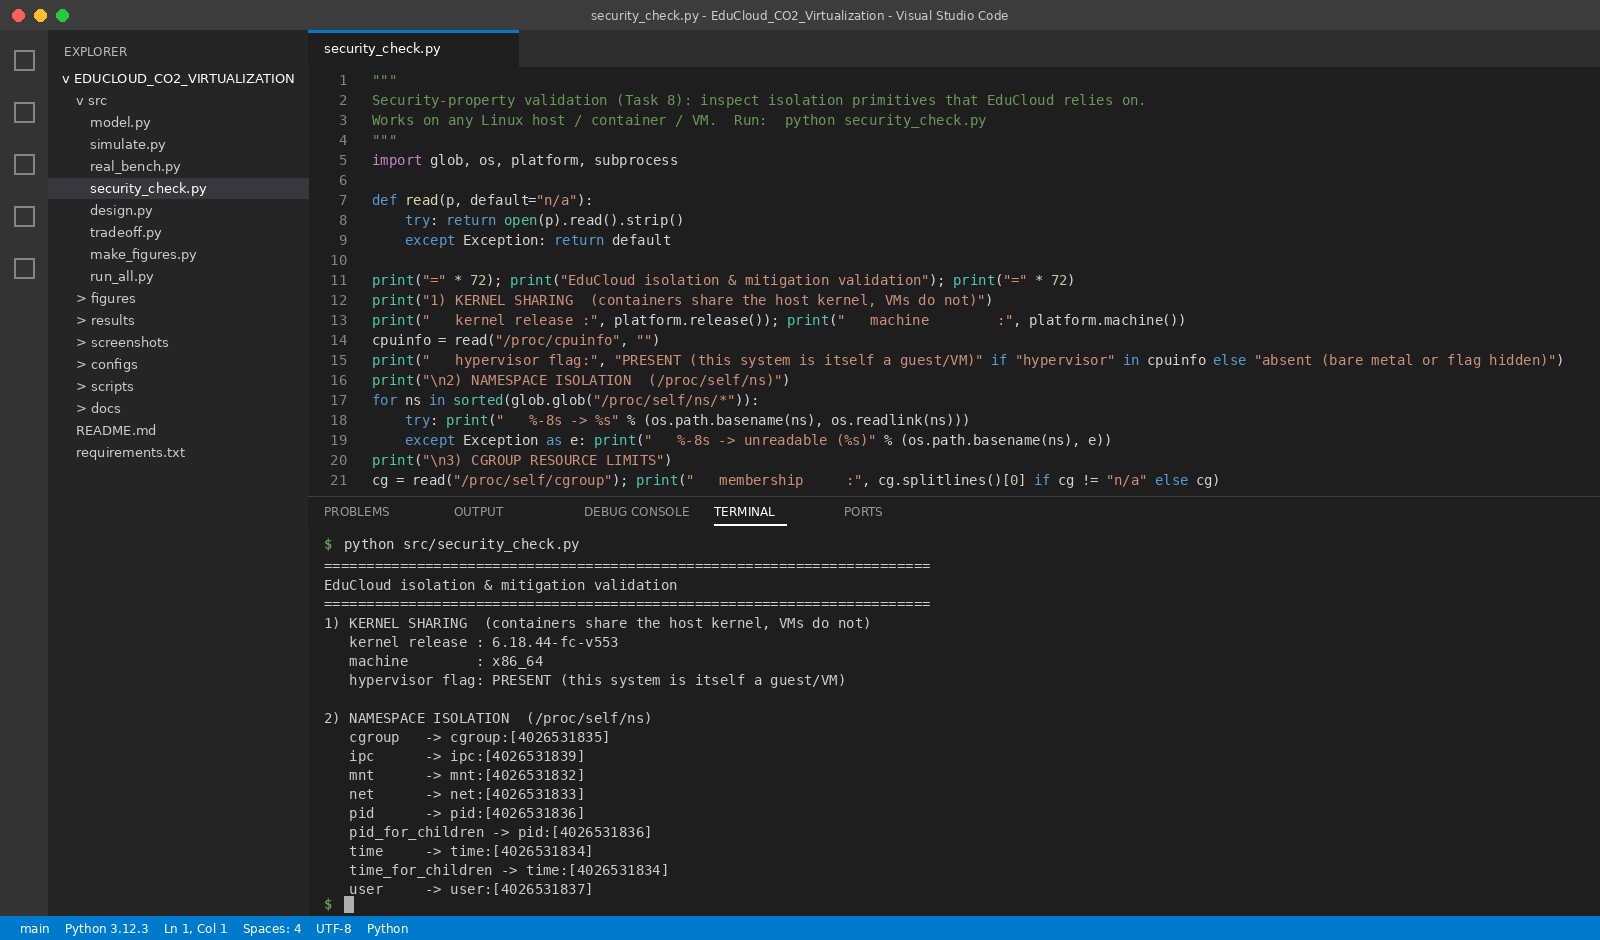 security_check.py - EduCloud_CO2_Virtualization - Visual Studio Code
EXPLORER
v EDUCLOUD_CO2_VIRTUALIZATION
v src
model.py
simulate.py
real_bench.py
security_check.py
design.py
tradeoff.py
make_figures.py
run_all.py
> figures
> results
> screenshots
> configs
> scripts
> docs
README.md
requirements.txt
security_check.py
1 """
2 Security-property validation (Task 8): inspect isolation primitives that EduCloud relies on.
3 Works on any Linux host / container / VM.  Run:  python security_check.py
4 """
5 import glob, os, platform, subprocess
6
7 def read(p, default="n/a"):
8     try: return open(p).read().strip()
9     except Exception: return default
10
11 print("=" * 72); print("EduCloud isolation & mitigation validation"); print("=" * 72)
12 print("1) KERNEL SHARING  (containers share the host kernel, VMs do not)")
13 print("   kernel release :", platform.release()); print("   machine        :", platform.machine())
14 cpuinfo = read("/proc/cpuinfo", "")
15 print("   hypervisor flag:", "PRESENT (this system is itself a guest/VM)" if "hypervisor" in cpuinfo else "absent (bare metal or flag hidden)")
16 print("\n2) NAMESPACE ISOLATION  (/proc/self/ns)")
17 for ns in sorted(glob.glob("/proc/self/ns/*")):
18     try: print("   %-8s -> %s" % (os.path.basename(ns), os.readlink(ns)))
19     except Exception as e: print("   %-8s -> unreadable (%s)" % (os.path.basename(ns), e))
20 print("\n3) CGROUP RESOURCE LIMITS")
21 cg = read("/proc/self/cgroup"); print("   membership     :", cg.splitlines()[0] if cg != "n/a" else cg)
PROBLEMS OUTPUT DEBUG CONSOLE TERMINAL PORTS
$ python src/security_check.py
========================================================================
EduCloud isolation & mitigation validation
========================================================================
1) KERNEL SHARING  (containers share the host kernel, VMs do not)
   kernel release : 6.18.44-fc-v553
   machine        : x86_64
   hypervisor flag: PRESENT (this system is itself a guest/VM)

2) NAMESPACE ISOLATION  (/proc/self/ns)
   cgroup   -> cgroup:[4026531835]
   ipc      -> ipc:[4026531839]
   mnt      -> mnt:[4026531832]
   net      -> net:[4026531833]
   pid      -> pid:[4026531836]
   pid_for_children -> pid:[4026531836]
   time     -> time:[4026531834]
   time_for_children -> time:[4026531834]
   user     -> user:[4026531837]
$
main Python 3.12.3 Ln 1, Col 1 Spaces: 4 UTF-8 Python